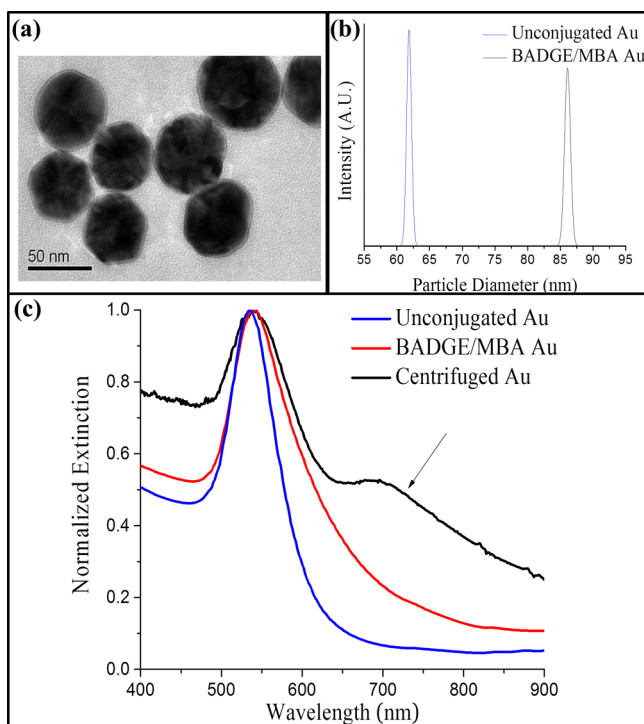 (a)
50 nm
(b)
Unconjugated Au
BADGE/MBA Au
Intensity (A.U.)
55 60 65 70 75 80 85 90 95
Particle Diameter (nm)
(c)
1.0
0.8
0.6
0.4
0.2
0.0
Unconjugated Au
BADGE/MBA Au
Centrifuged Au
Normalized Extinction
400 500 600 700 800 900
Wavelength (nm)